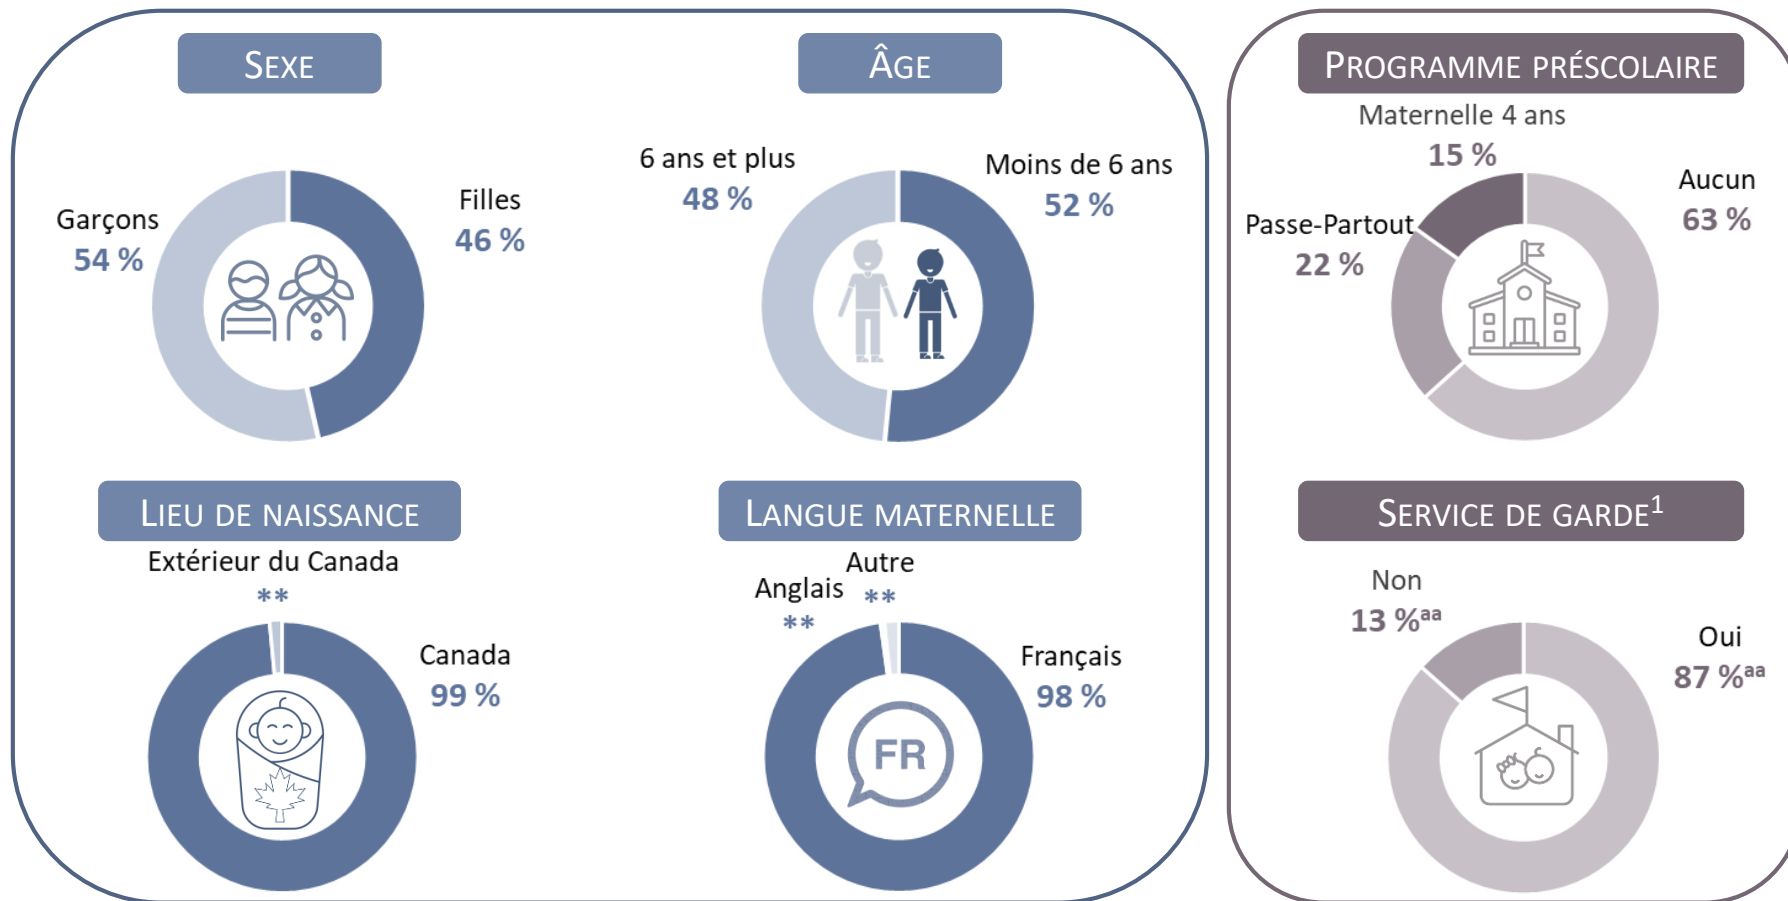 SEXE
Garçons
54 %
Filles
46 %
ÂGE
6 ans et plus
48 %
Moins de 6 ans
52 %
LIEU DE NAISSANCE
Extérieur du Canada
**
Canada
99 %
LANGUE MATERNELLE
Autre
**
Anglais
**
Français
98 %
FR
PROGRAMME PRÉSCOLAIRE
Maternelle 4 ans
15 %
Aucun
63 %
Passe-Partout
22 %
SERVICE DE GARDE1
Non
13 %aa
Oui
87 %aa